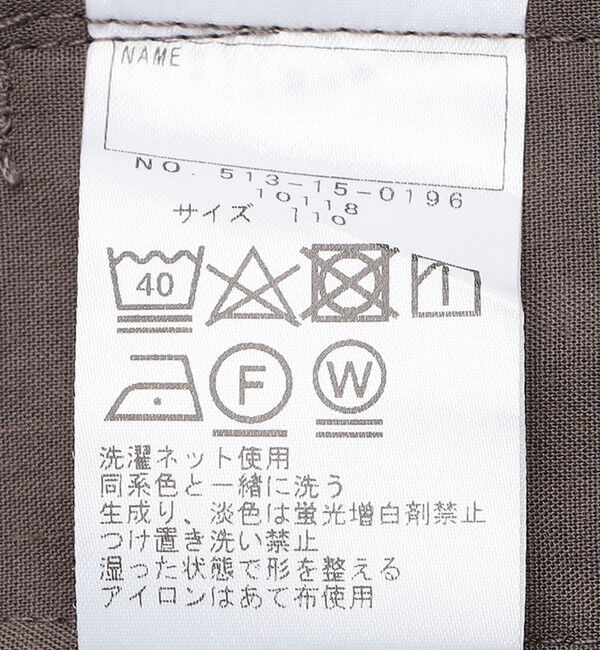 NAME
NO. 513-15-0196
10118
サイズ 110
40
F
W
洗濯ネット使用
同系色と一緒に洗う
生成り、淡色は蛍光増白剤禁止
つけ置き洗い禁止
湿った状態で形を整える
アイロンはあて布使用